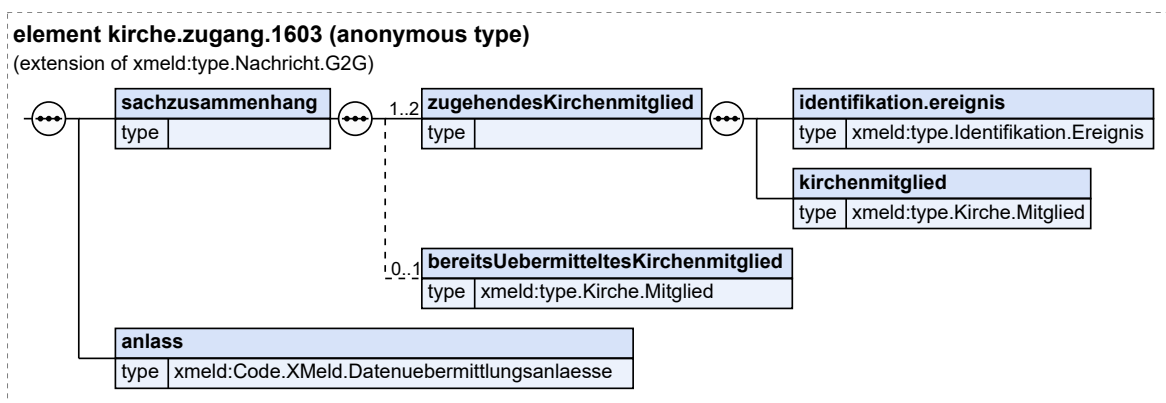 element kirche.zugang.1603 (anonymous type)
(extension of xmeld:type.Nachricht.G2G)
sachzusammenhang
type
1..2
zugehendesKirchenmitglied
type
identifikation.ereignis
type xmeld:type.Identifikation.Ereignis
kirchenmitglied
type xmeld:type.Kirche.Mitglied
0..1
bereitsUebermitteltesKirchenmitglied
type xmeld:type.Kirche.Mitglied
anlass
type xmeld:Code.XMeld.Datenuebermittlungsanlaesse